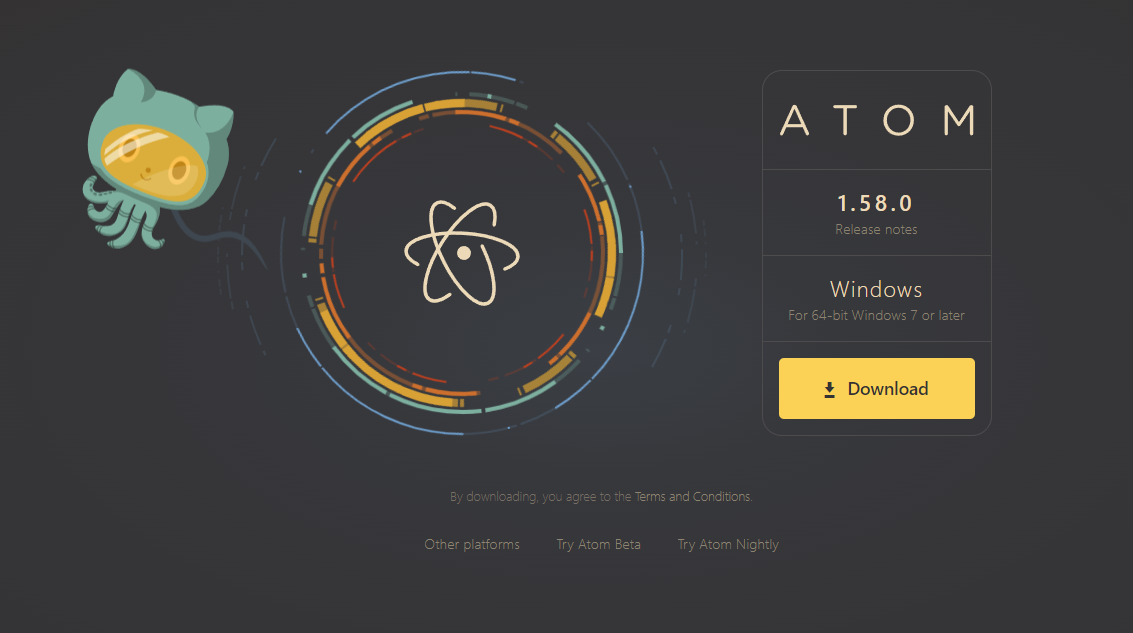 ATOM
1.58.0
Release notes
Windows
For 64-bit Windows 7 or later
Download
By downloading, you agree to the Terms and Conditions.
Other platforms Try Atom Beta Try Atom Nightly